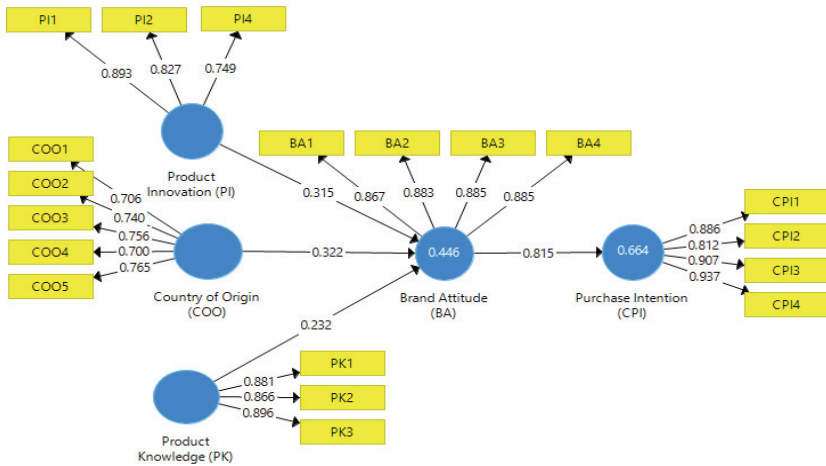 PI1
PI2
PI4
0.893
0.827
0.749
Product
Innovation (PI)
0.315
COO1
COO2
COO3
COO4
COO5
0.706
0.740
0.756
0.700
0.765
Country of Origin
(COO)
0.322
BA1
BA2
BA3
BA4
0.867
0.883
0.885
0.885
0.446
Brand Attitude
(BA)
0.815
0.664
Purchase Intention
(CPI)
0.886
0.812
0.907
0.937
CPI1
CPI2
CPI3
CPI4
0.232
Product
Knowledge (PK)
0.881
0.866
0.896
PK1
PK2
PK3